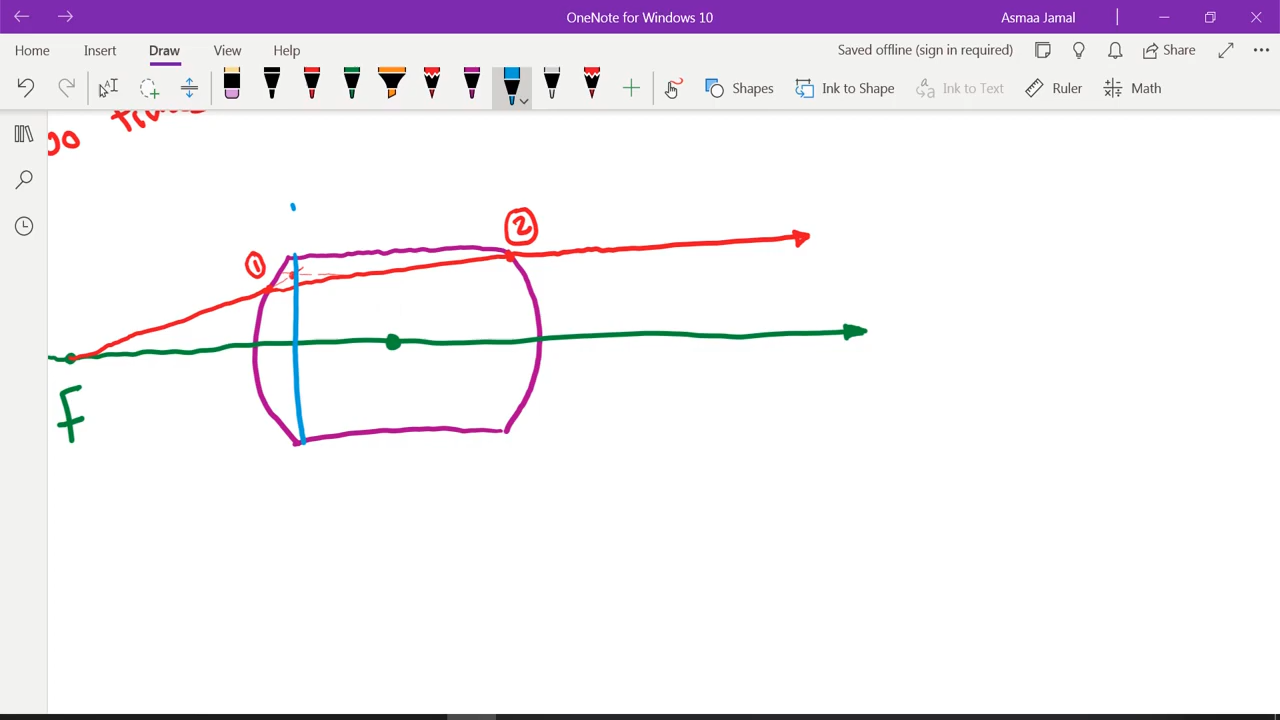 OneNote for Windows 10
Asmaa Jamal
Home Insert Draw View Help
Saved offline (sign in required)
Share
Shapes
Ink to Shape
Ink to Text
Ruler
Math
①
②
F